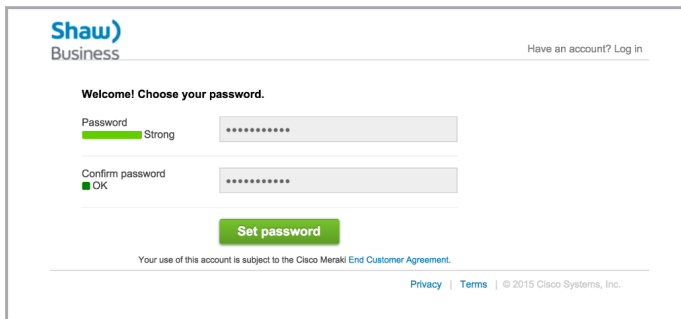 Shaw)
Business
Have an account? Log in
Welcome! Choose your password.
Password
Strong
•••••••••••
Confirm password
OK
•••••••••••
Set password
Your use of this account is subject to the Cisco Meraki End Customer Agreement.
Privacy | Terms | © 2015 Cisco Systems, Inc.